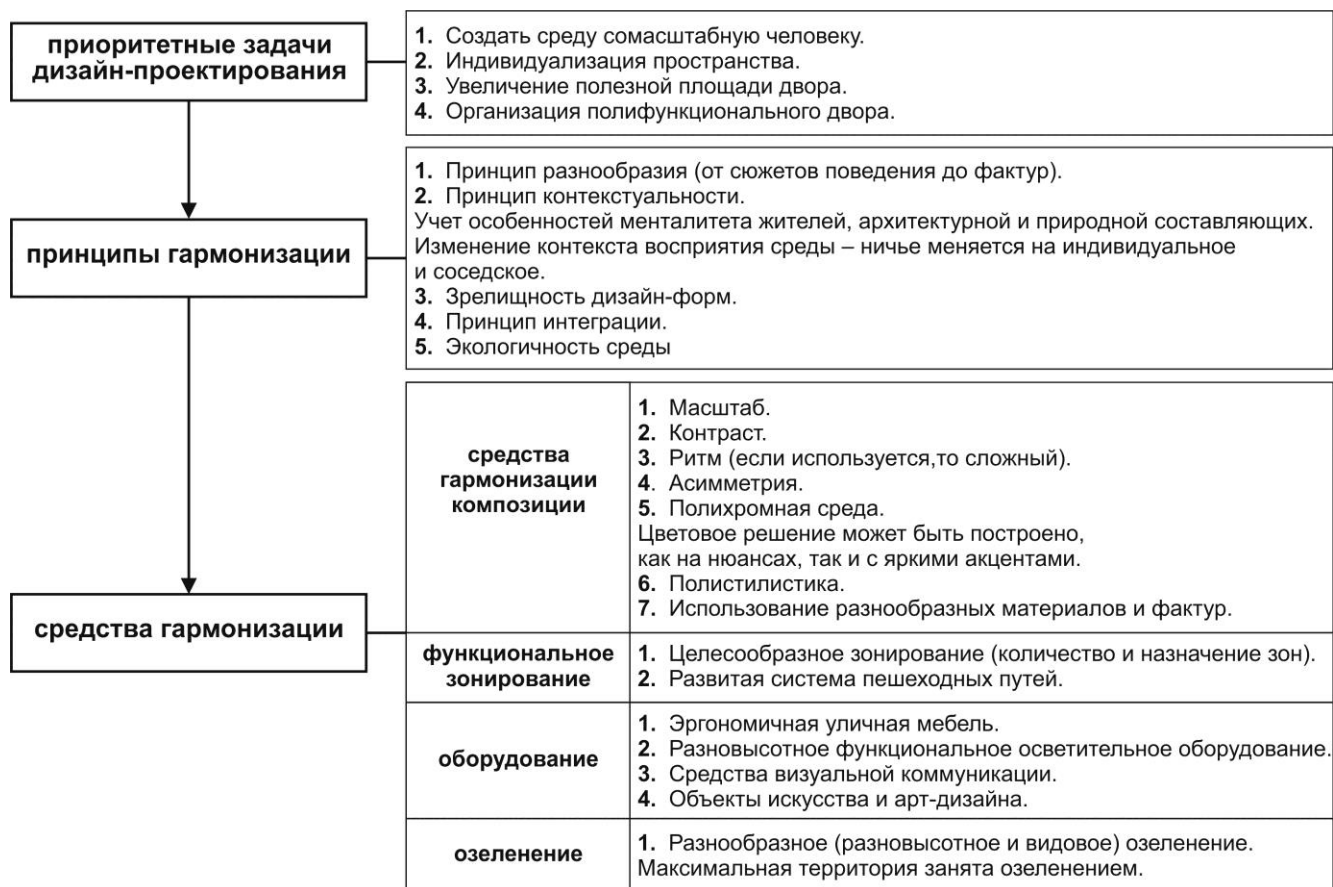 приоритетные задачи
дизайн-проектирования
1. Создать среду сомасштабную человеку.
2. Индивидуализация пространства.
3. Увеличение полезной площади двора.
4. Организация полифункционального двора.
принципы гармонизации
1. Принцип разнообразия (от сюжетов поведения до фактур).
2. Принцип контекстуальности.
Учет особенностей менталитета жителей, архитектурной и природной составляющих.
Изменение контекста восприятия среды – ничье меняется на индивидуальное
и соседское.
3. Зрелищность дизайн-форм.
4. Принцип интеграции.
5. Экологичность среды
средства гармонизации
средства
гармонизации
композиции
1. Масштаб.
2. Контраст.
3. Ритм (если используется,то сложный).
4. Асимметрия.
5. Полихромная среда.
Цветовое решение может быть построено,
как на нюансах, так и с яркими акцентами.
6. Полистилистика.
7. Использование разнообразных материалов и фактур.
функциональное
зонирование
1. Целесообразное зонирование (количество и назначение зон).
2. Развитая система пешеходных путей.
оборудование
1. Эргономичная уличная мебель.
2. Разновысотное функциональное осветительное оборудование.
3. Средства визуальной коммуникации.
4. Объекты искусства и арт-дизайна.
озеленение
1. Разнообразное (разновысотное и видовое) озеленение.
Максимальная территория занята озеленением.